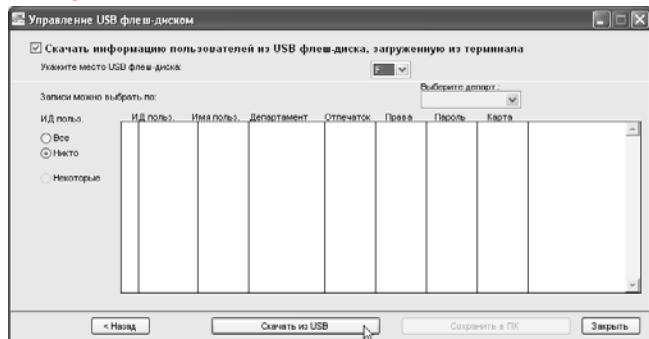 Управление USB флеш-диском
Скачать информацию пользователей из USB флеш-диска, загруженную из терминала
Укажите место USB флеш-диска:
Выберите департ.:
Записи можно выбрать по:
ИД польз. ИД польз. Имя польз. Департамент Отпечаток Права Пароль Карта
Все
Никто
Некоторые
< Назад Скачать из USB Сохранить в ПК Закрыть